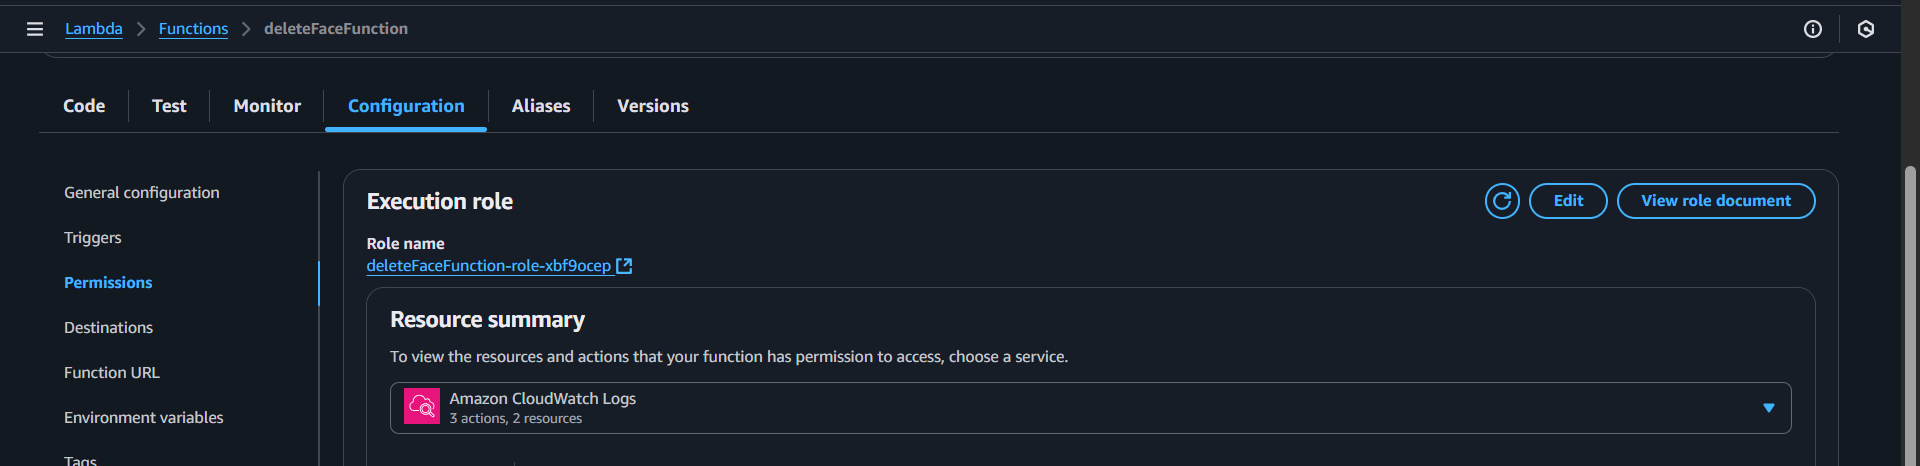 Lambda > Functions > deleteFaceFunction
Code Test Monitor Configuration Aliases Versions
General configuration
Triggers
Permissions
Destinations
Function URL
Environment variables
Tags
Execution role
Edit View role document
Role name
deleteFaceFunction-role-xbf9ocep
Resource summary
To view the resources and actions that your function has permission to access, choose a service.
Amazon CloudWatch Logs
3 actions, 2 resources